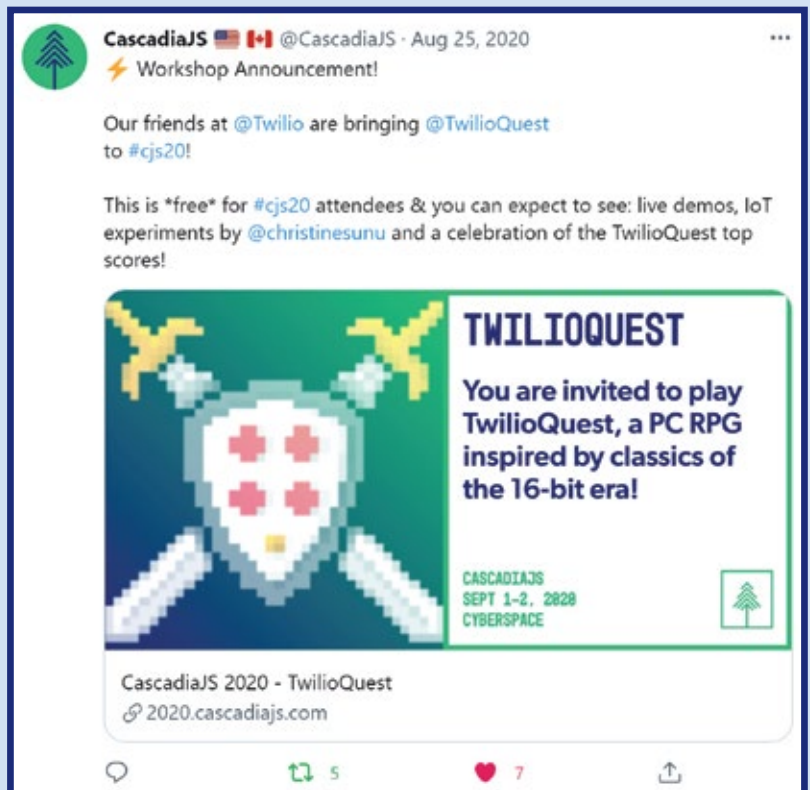 CascadiaJS 🇺🇸 🇨🇦 @CascadiaJS · Aug 25, 2020
⚡ Workshop Announcement!
Our friends at @Twilio are bringing @TwilioQuest
to #cjs20!
This is *free* for #cjs20 attendees & you can expect to see: live demos, IoT
experiments by @christinesunu and a celebration of the TwilioQuest top
scores!
TWILIOQUEST
You are invited to play
TwilioQuest, a PC RPG
inspired by classics of
the 16-bit era!
CASCADIAJS
SEPT 1-2, 2020
CYBERSPACE
CascadiaJS 2020 - TwilioQuest
2020.cascadiajs.com
5 7